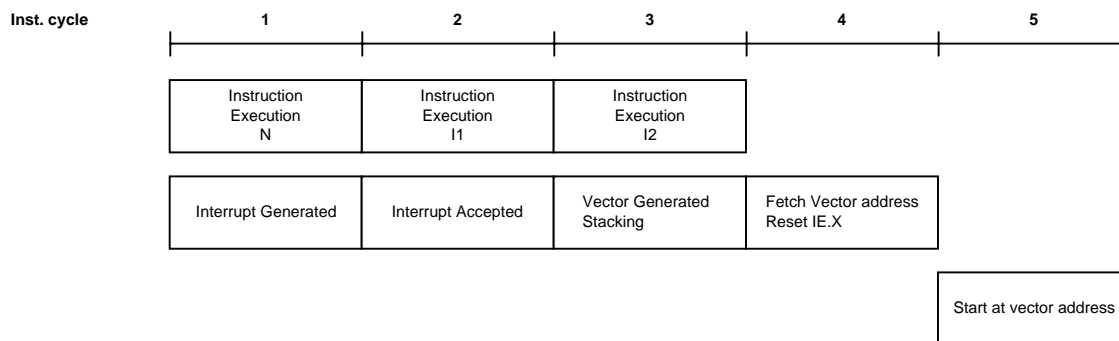 Inst. cycle 1 2 3 4 5
Instruction
Execution
N
Instruction
Execution
I1
Instruction
Execution
I2
Interrupt Generated
Interrupt Accepted
Vector Generated
Stacking
Fetch Vector address
Reset IE.X
Start at vector address